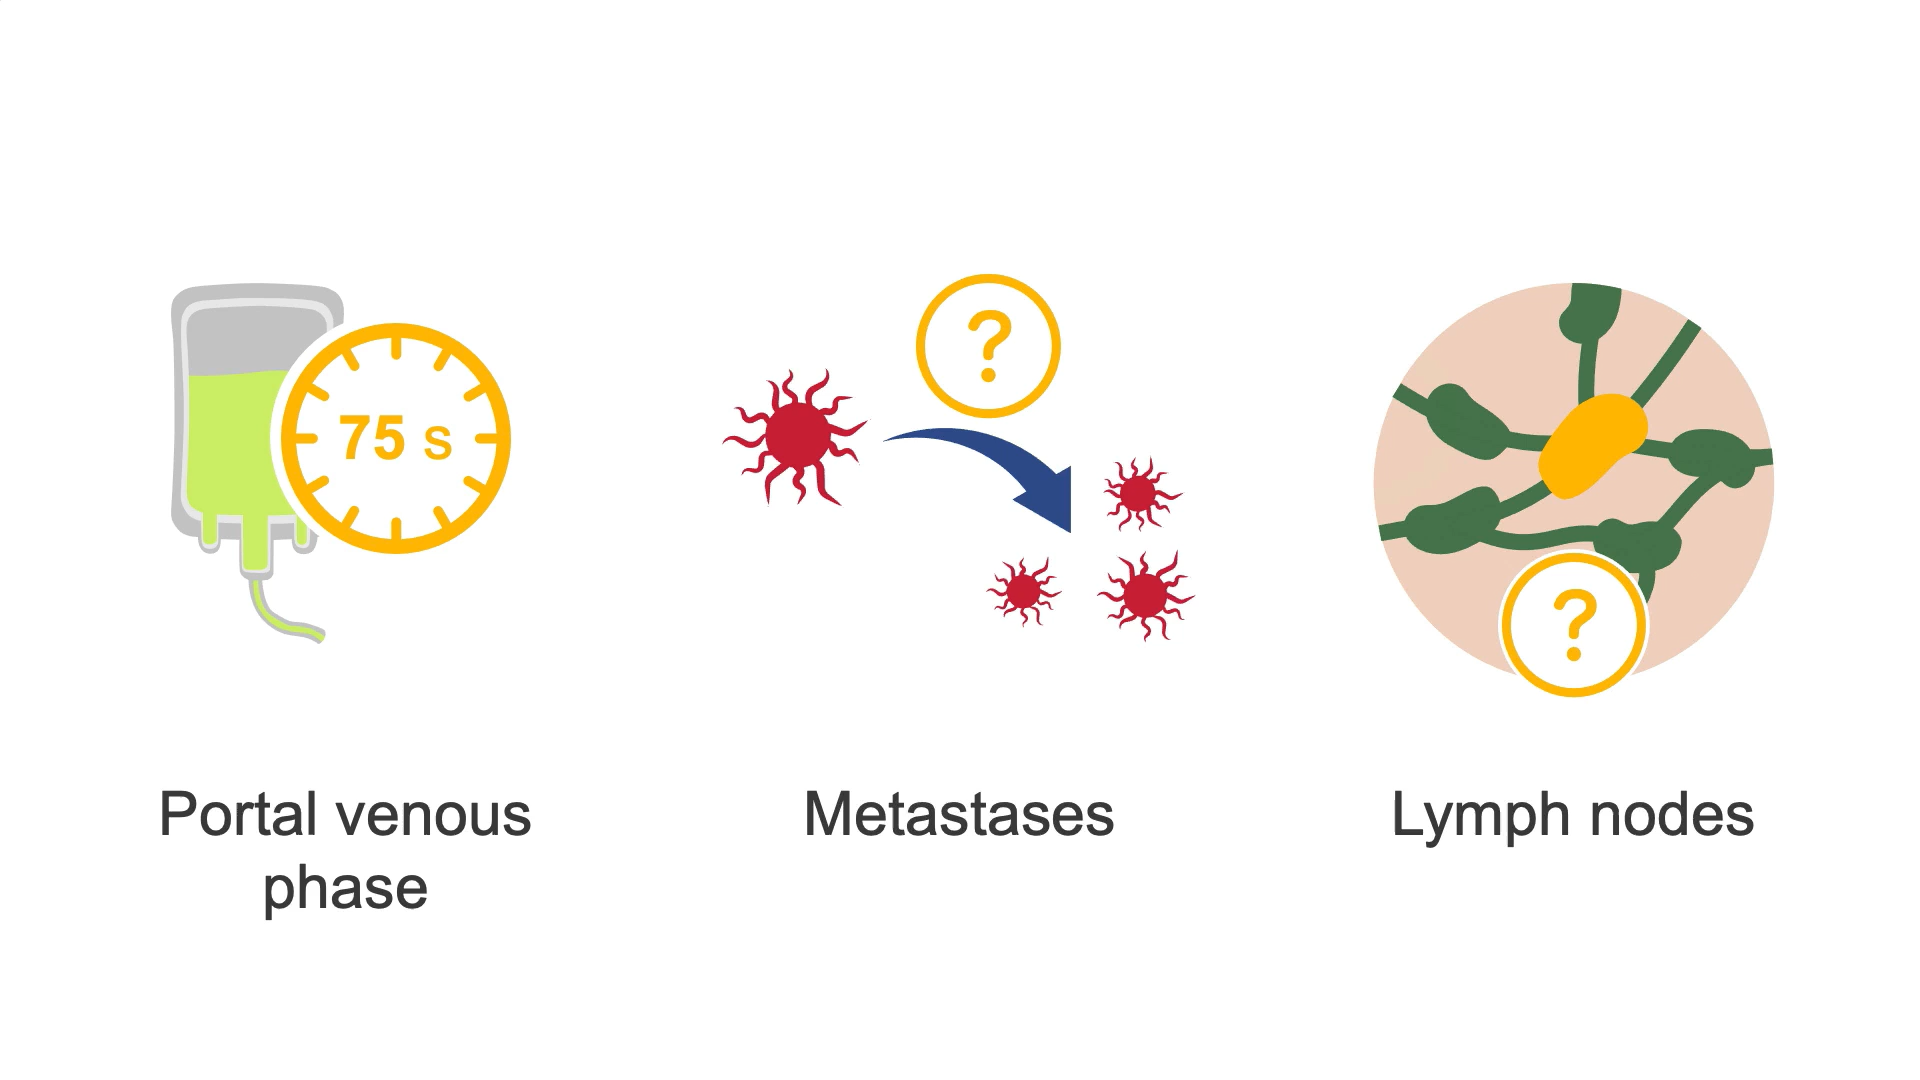 75 s
?
?
Portal venous
phase
Metastases
Lymph nodes